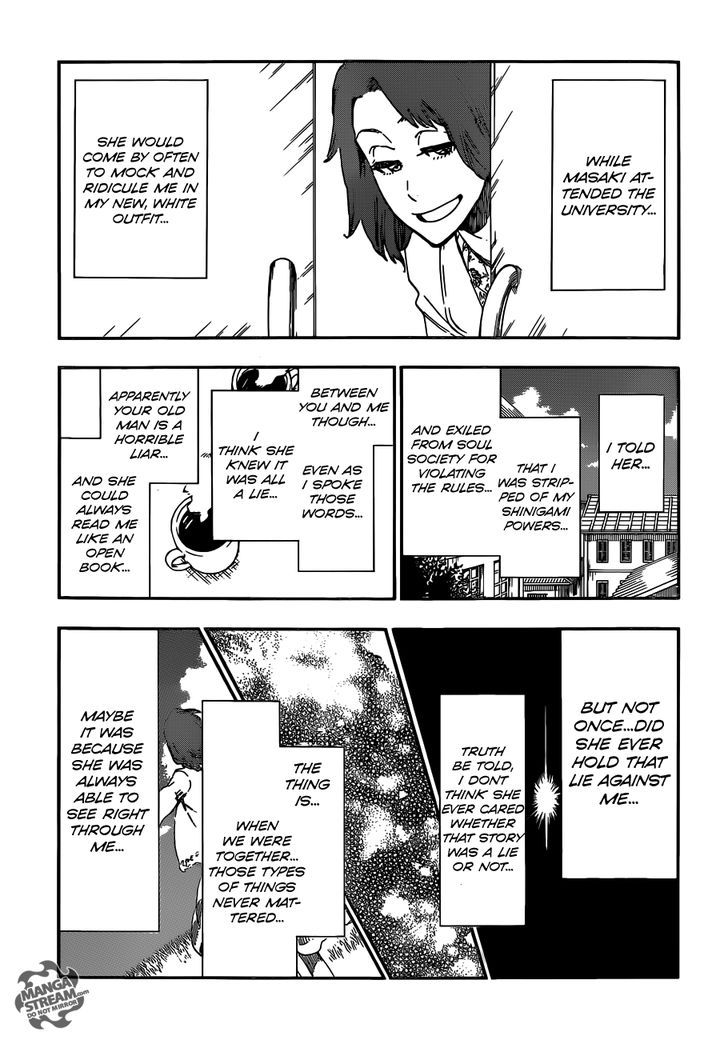 WHILE
MASAKI AT-
TENDED THE
UNIVERSITY...
SHE WOULD
COME BY OFTEN
TO MOCK AND
RIDICULE ME IN
MY NEW, WHITE
OUTFIT...
I TOLD
HER...
THAT I
WAS STRIP-
PED OF MY
SHINIGAMI
POWERS...
AND EXILED
FROM SOUL
SOCIETY FOR
VIOLATING
THE RULES...
BETWEEN
YOU AND ME
THOUGH...
EVEN AS
I SPOKE
THOSE
WORDS...
I
THINK SHE
KNEW IT
WAS ALL
A LIE...
APPARENTLY
YOUR OLD
MAN IS A
HORRIBLE
LIAR...
AND SHE
COULD
ALWAYS
READ ME
LIKE AN
OPEN
BOOK...
BUT NOT
ONCE...DID
SHE EVER
HOLD THAT
LIE AGAINST
ME...
TRUTH
BE TOLD,
I DONT
THINK SHE
EVER CARED
WHETHER
THAT STORY
WAS A LIE
OR NOT...
THE
THING
IS...
WHEN
WE WERE
TOGETHER...
THOSE TYPES
OF THINGS
NEVER MAT-
TERED...
MAYBE
IT WAS
BECAUSE
SHE WAS
ALWAYS
ABLE TO
SEE RIGHT
THROUGH
ME...
MANGA
STREAM.com
DO NOT MIRROR